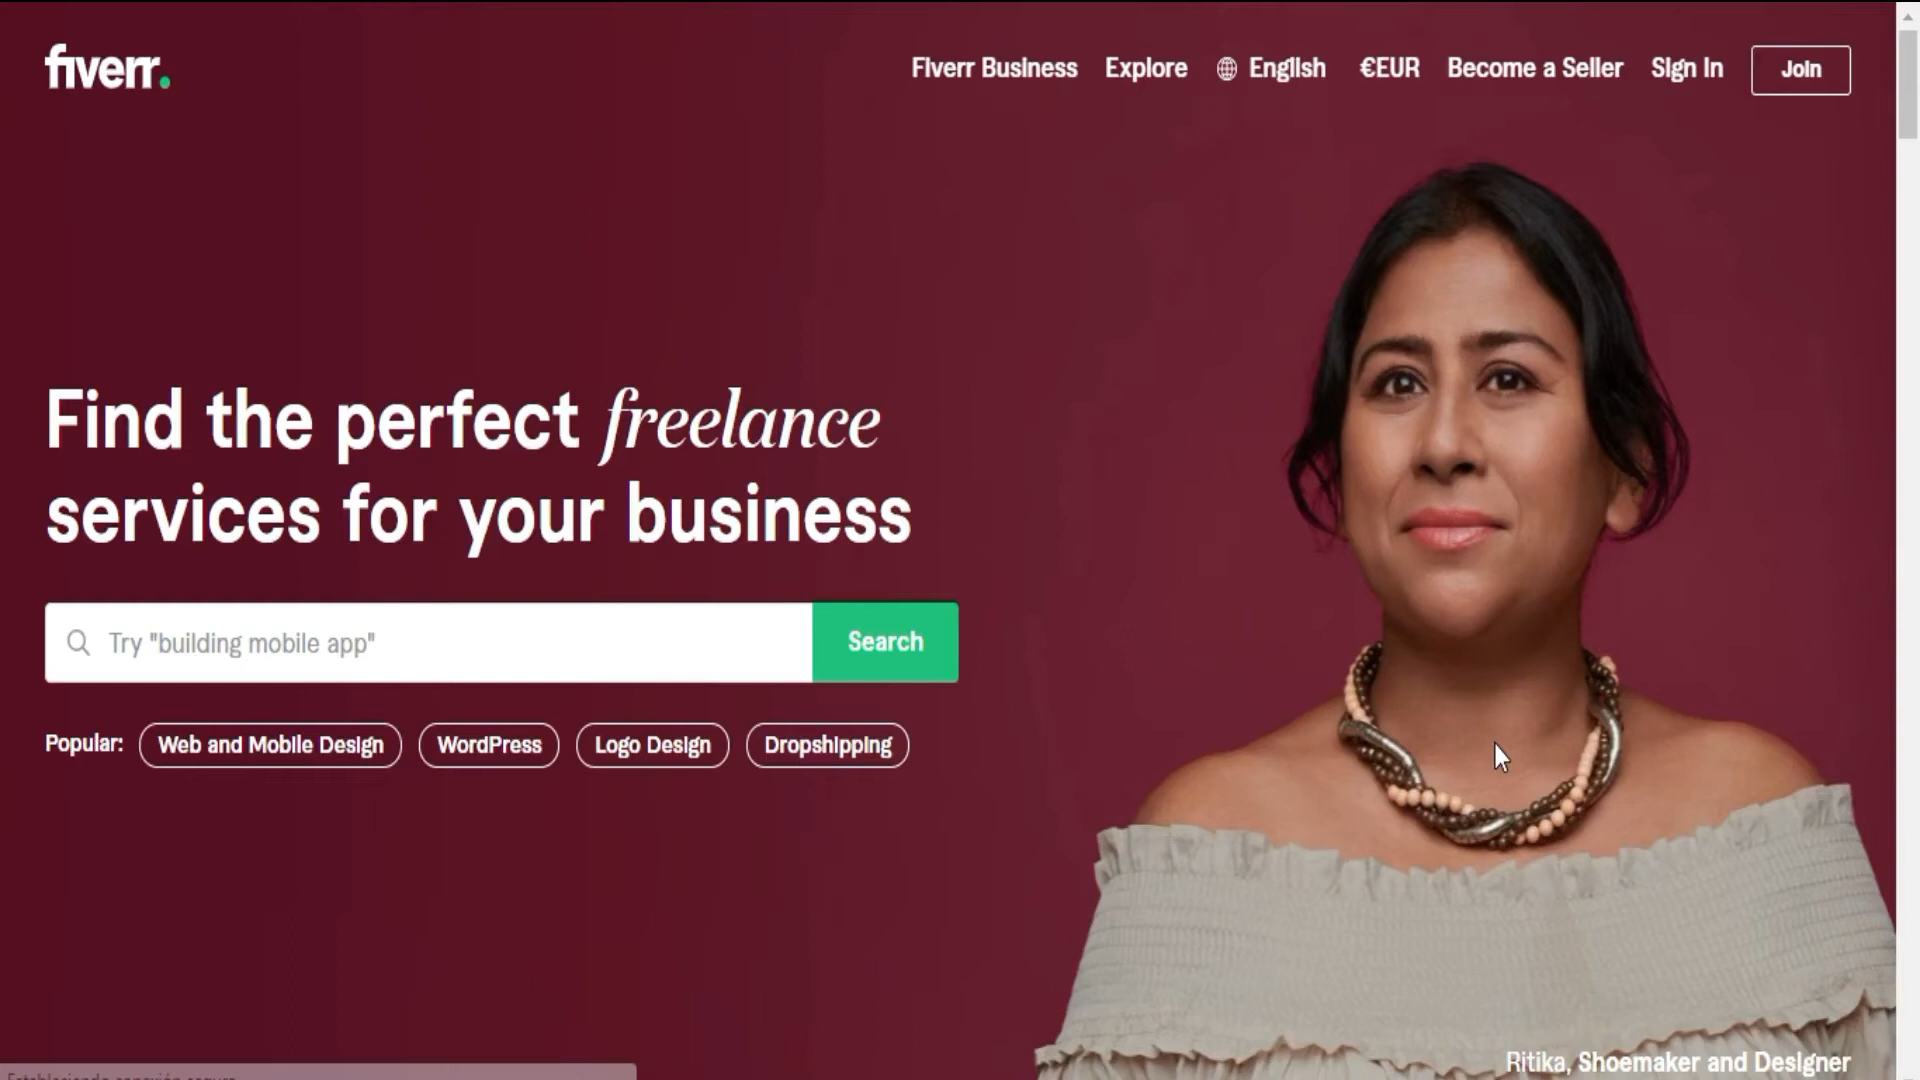 fiverr.
Fiverr Business
Explore
English
€EUR
Become a Seller
Sign In
Join
Find the perfect freelance
services for your business
Try "building mobile app"
Search
Popular:
Web and Mobile Design
WordPress
Logo Design
Dropshipping
Ritika, Shoemaker and Designer